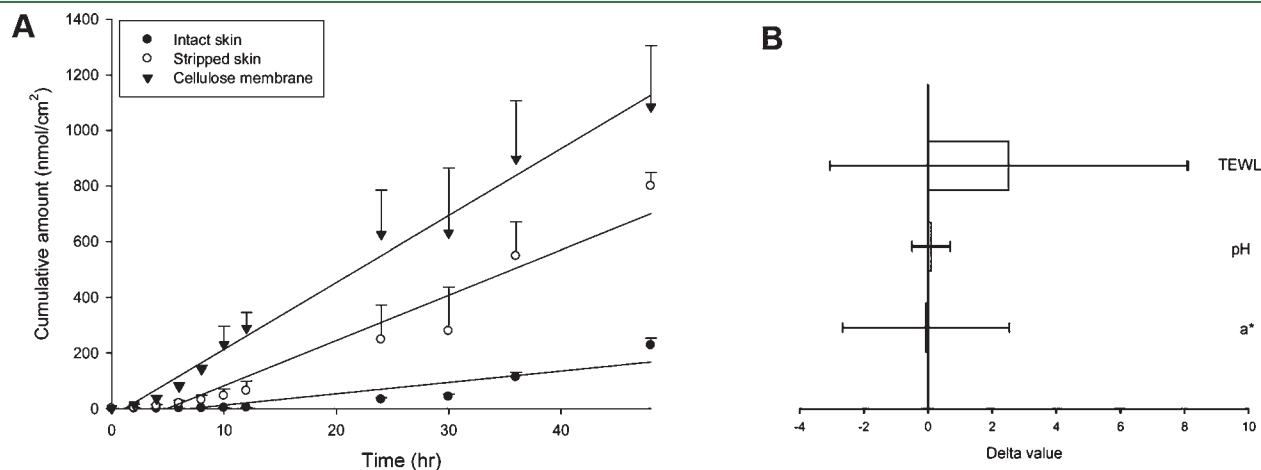 A
Cumulative amount (nmol/cm²)
1400
1200
1000
800
600
400
200
0
Intact skin
Stripped skin
Cellulose membrane
0
10
20
30
40
Time (hr)
B
TEWL
pH
a*
-4
-2
0
2
4
6
8
10
Delta value